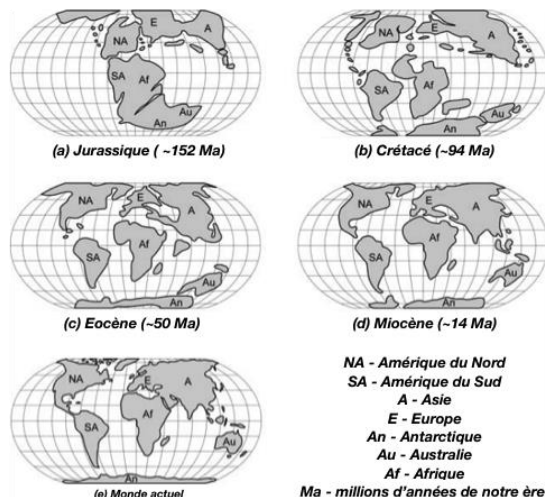 NA
E
A
SA
Af
Au
An
(a) Jurassique ( ~152 Ma)
NA
E
A
SA
Af
Au
An
(b) Crétacé (~94 Ma)
NA
E
A
SA
Af
Au
An
(c) Eocène (~50 Ma)
NA
E
A
SA
Af
Au
An
(d) Miocène (~14 Ma)
NA
E
A
SA
Af
Au
An
(e) Monde actuel
NA - Amérique du Nord
SA - Amérique du Sud
A - Asie
E - Europe
An - Antarctique
Au - Australie
Af - Afrique
Ma - millions d'années de notre ère